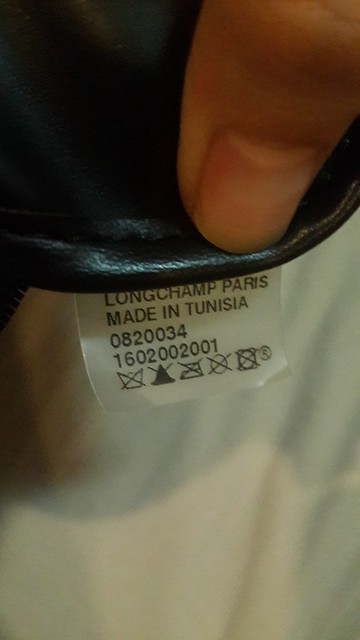 LONGCHAMP PARIS
MADE IN TUNISIA
0820034
1602002001
®